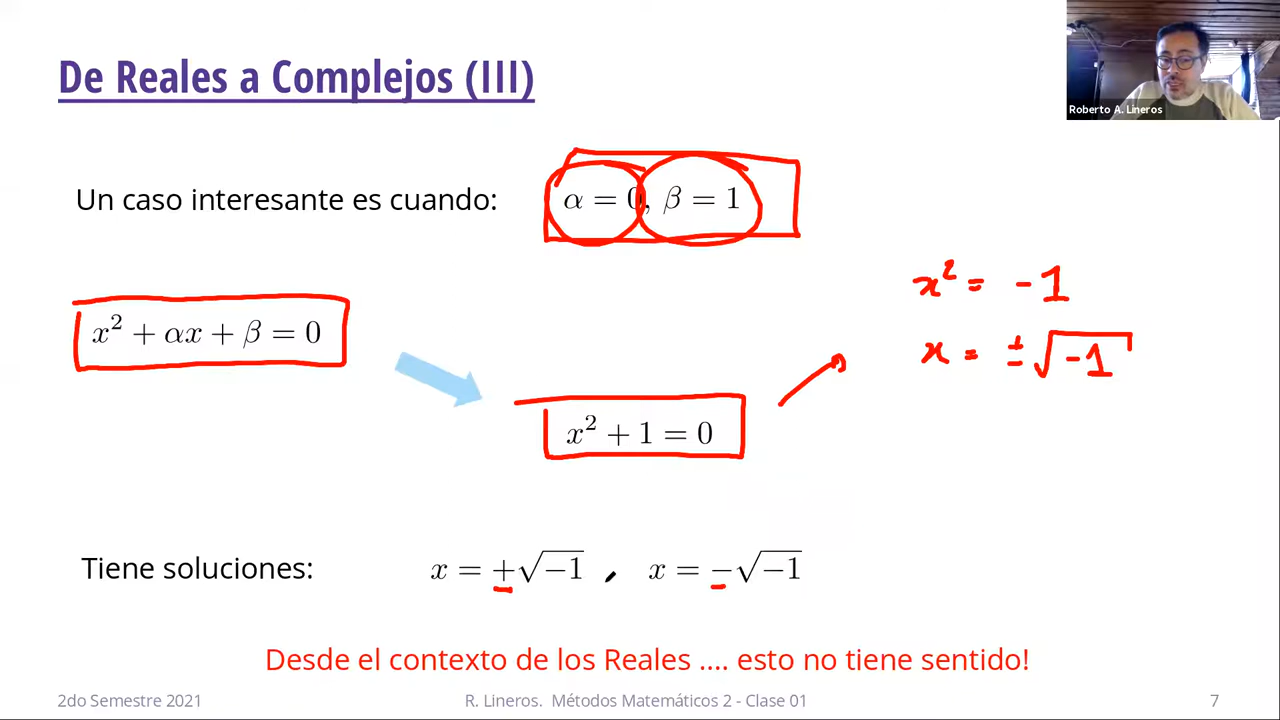 De Reales a Complejos (III)
Roberto A. Lineros
Un caso interesante es cuando: α = 0, β = 1
x² = -1
x² + αx + β = 0
x = ±√-1
x² + 1 = 0
Tiene soluciones: x = +√−1 , x = −√−1
Desde el contexto de los Reales .... esto no tiene sentido!
2do Semestre 2021 R. Lineros. Métodos Matemáticos 2 - Clase 01 7